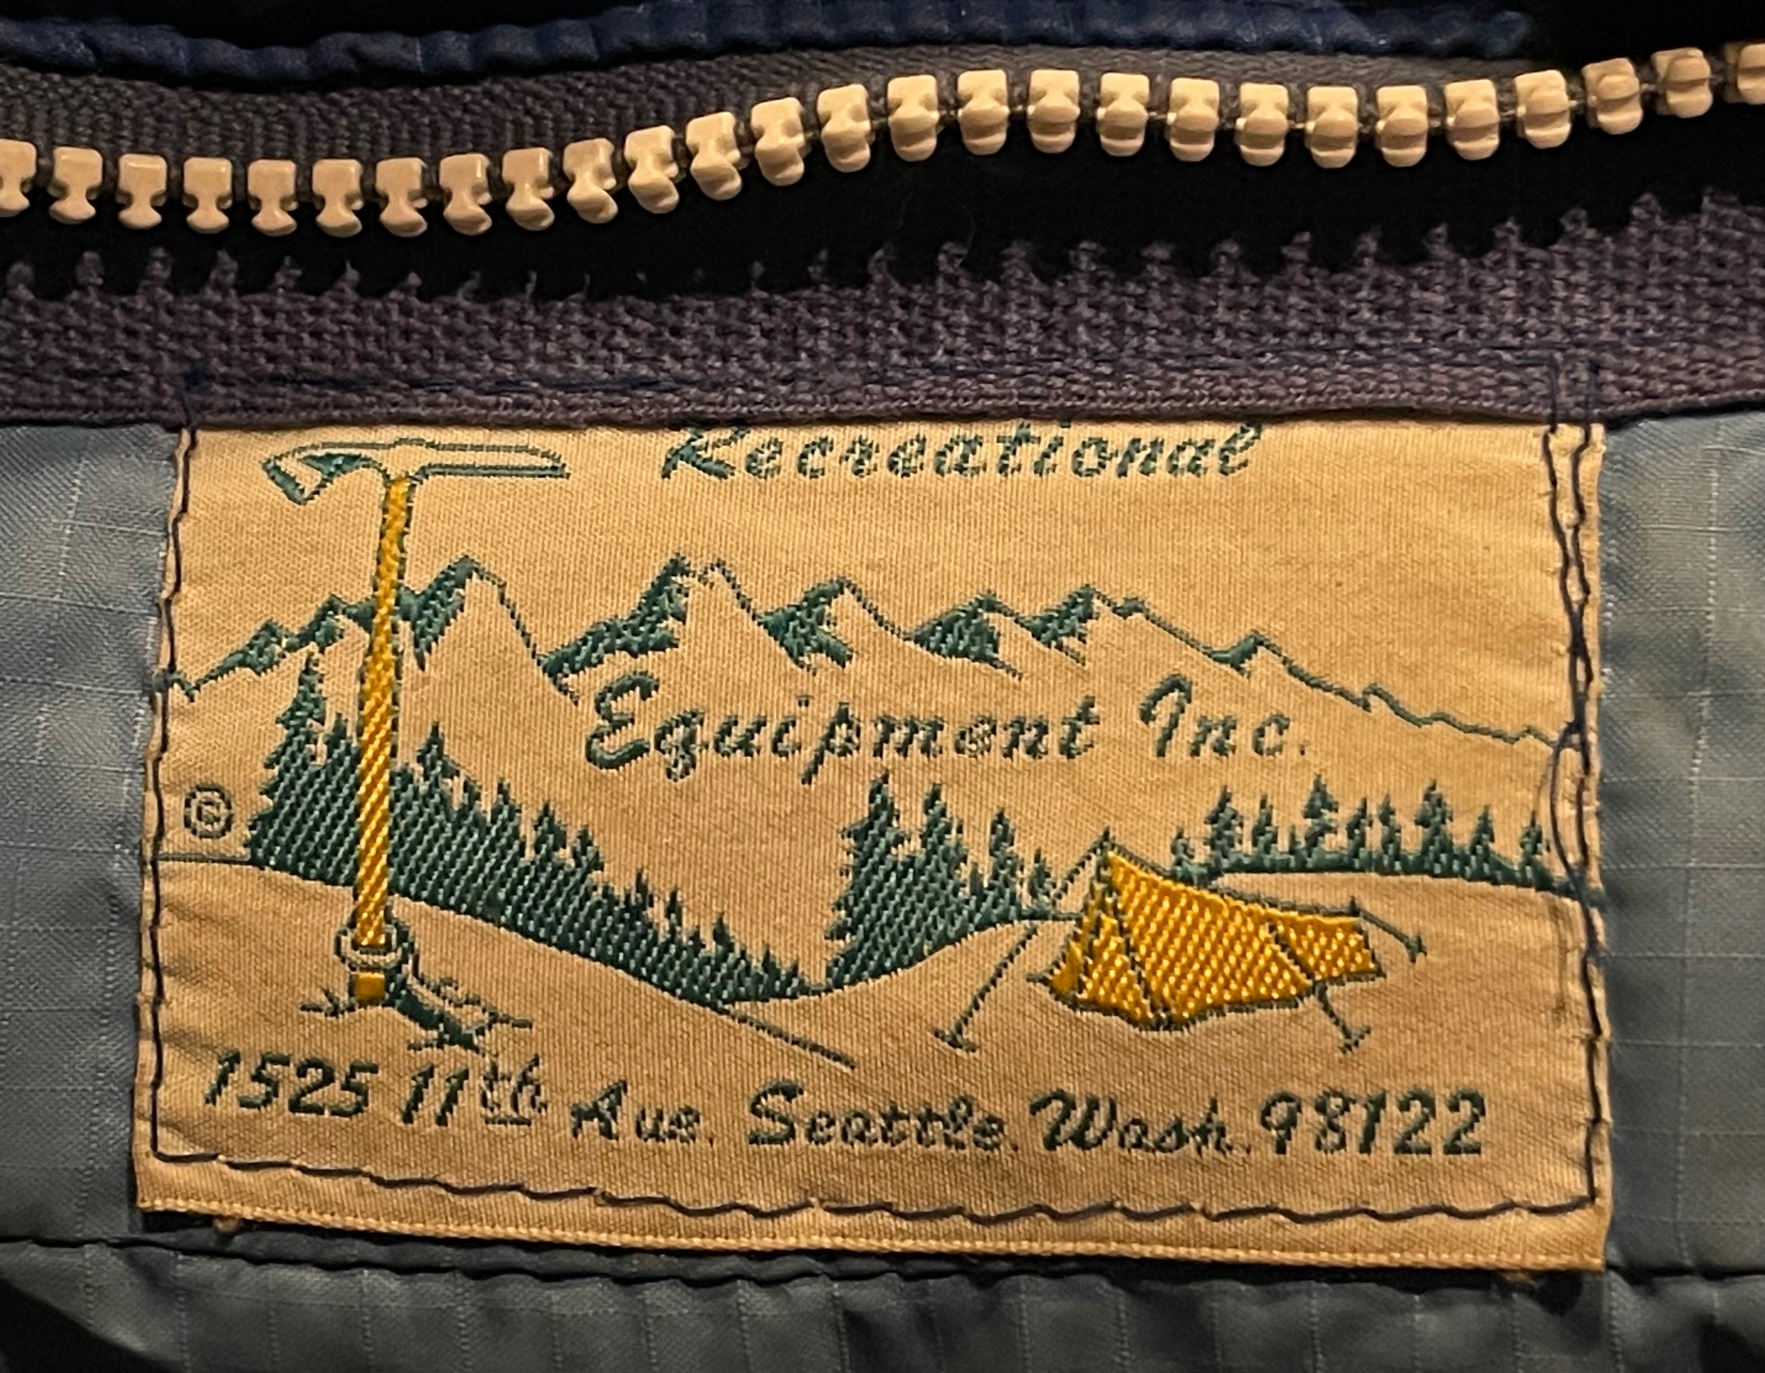 Recreational
Equipment Inc.
©
1525 11th Ave. Seattle. Wash. 98122